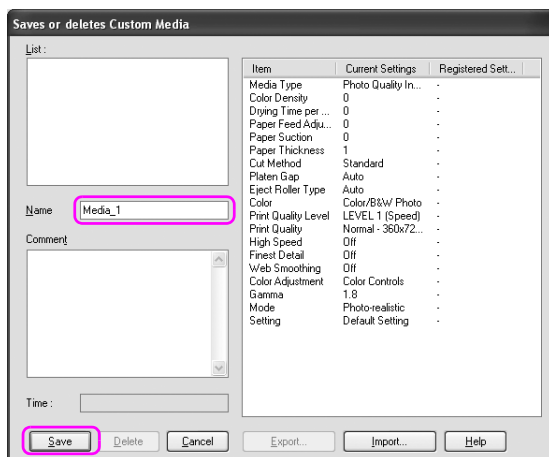 Saves or deletes Custom Media
List :
Name Media_1
Comment
Time :
Item Current Settings Registered Sett...
Media Type Photo Quality In... -
Color Density 0 -
Drying Time per ... 0 -
Paper Feed Adju... 0 -
Paper Suction 0 -
Paper Thickness 1 -
Cut Method Standard -
Platen Gap Auto -
Eject Roller Type Auto -
Color Color/B&W Photo -
Print Quality Level LEVEL 1 (Speed) -
Print Quality Normal - 360x72... -
High Speed Off -
Finest Detail Off -
Web Smoothing Off -
Color Adjustment Color Controls -
Gamma 1.8 -
Mode Photo-realistic -
Setting Default Setting -
Save Delete Cancel Export... Import... Help